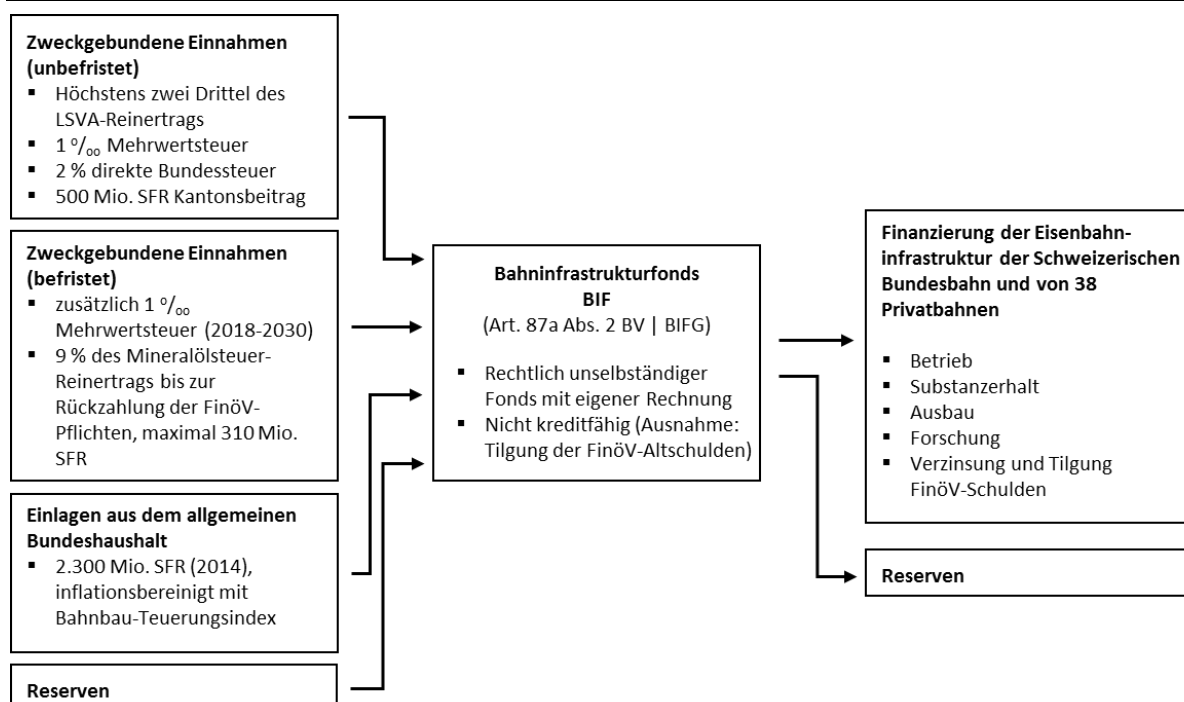 Zweckgebundene Einnahmen
(unbefristet)
▪ Höchstens zwei Drittel des
LSVA-Reinertrags
▪ 1 ⁰/₀₀ Mehrwertsteuer
▪ 2 % direkte Bundessteuer
▪ 500 Mio. SFR Kantonsbeitrag
Zweckgebundene Einnahmen
(befristet)
▪ zusätzlich 1 ⁰/₀₀
Mehrwertsteuer (2018-2030)
▪ 9 % des Mineralölsteuer-
Reinertrags bis zur
Rückzahlung der FinöV-
Pflichten, maximal 310 Mio.
SFR
Einlagen aus dem allgemeinen
Bundeshaushalt
▪ 2.300 Mio. SFR (2014),
inflationsbereinigt mit
Bahnbau-Teuerungsindex
Reserven
Bahninfrastrukturfonds
BIF
(Art. 87a Abs. 2 BV | BIFG)
▪ Rechtlich unselbständiger
Fonds mit eigener Rechnung
▪ Nicht kreditfähig (Ausnahme:
Tilgung der FinöV-Altschulden)
Finanzierung der Eisenbahn-
infrastruktur der Schweizerischen
Bundesbahn und von 38
Privatbahnen
▪ Betrieb
▪ Substanzerhalt
▪ Ausbau
▪ Forschung
▪ Verzinsung und Tilgung
FinöV-Schulden
Reserven